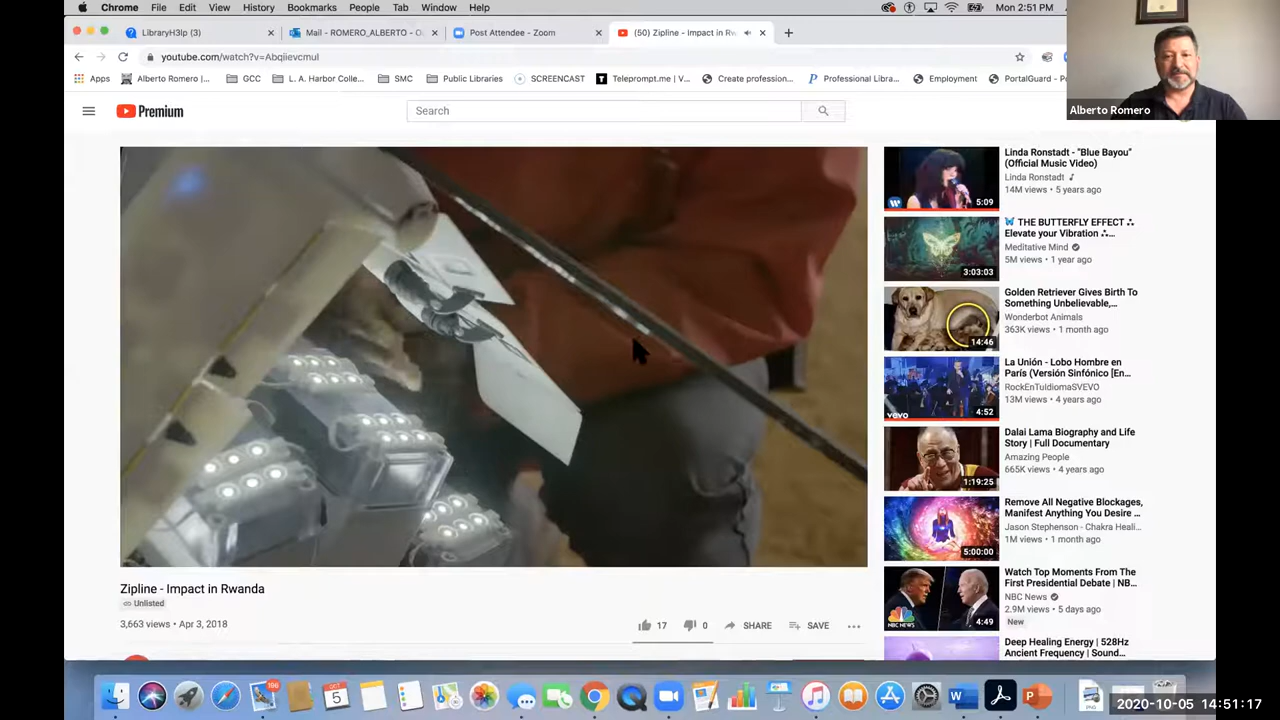 Chrome File Edit View History Bookmarks People Tab Window Help
Mon 2:51 PM
LibraryH3lp (3)
Mail - ROMERO_ALBERTO - O...
Post Attendee - Zoom
(50) Zipline - Impact in Rw
youtube.com/watch?v=Abqiievcmul
Apps
Alberto Romero |...
GCC
L. A. Harbor Colle...
SMC
Public Libraries
SCREENCAST
Teleprompt.me | V...
Create profession...
Professional Libra...
Employment
PortalGuard - P
Alberto Romero
Premium
Search
Linda Ronstadt - "Blue Bayou"
(Official Music Video)
Linda Ronstadt
14M views • 5 years ago
5:09
THE BUTTERFLY EFFECT
Elevate your Vibration
Meditative Mind
5M views • 1 year ago
3:03:03
Golden Retriever Gives Birth To
Something Unbelievable,...
Wonderbot Animals
363K views • 1 month ago
14:46
La Unión - Lobo Hombre en
París (Versión Sinfónico [En...
RockEnTuIdiomaSVEVO
13M views • 4 years ago
vevo
4:52
Dalai Lama Biography and Life
Story | Full Documentary
Amazing People
665K views • 4 years ago
1:19:25
Remove All Negative Blockages,
Manifest Anything You Desire ...
Jason Stephenson - Chakra Heali...
1M views • 1 month ago
5:00:00
Watch Top Moments From The
First Presidential Debate | NB...
NBC News
2.9M views • 5 days ago
New
NBC NEWS
4:49
Deep Healing Energy | 528Hz
Ancient Frequency | Sound...
Zipline - Impact in Rwanda
Unlisted
3,663 views • Apr 3, 2018
17
0
SHARE
SAVE
OCT
5
2020-10-05 14:51:17